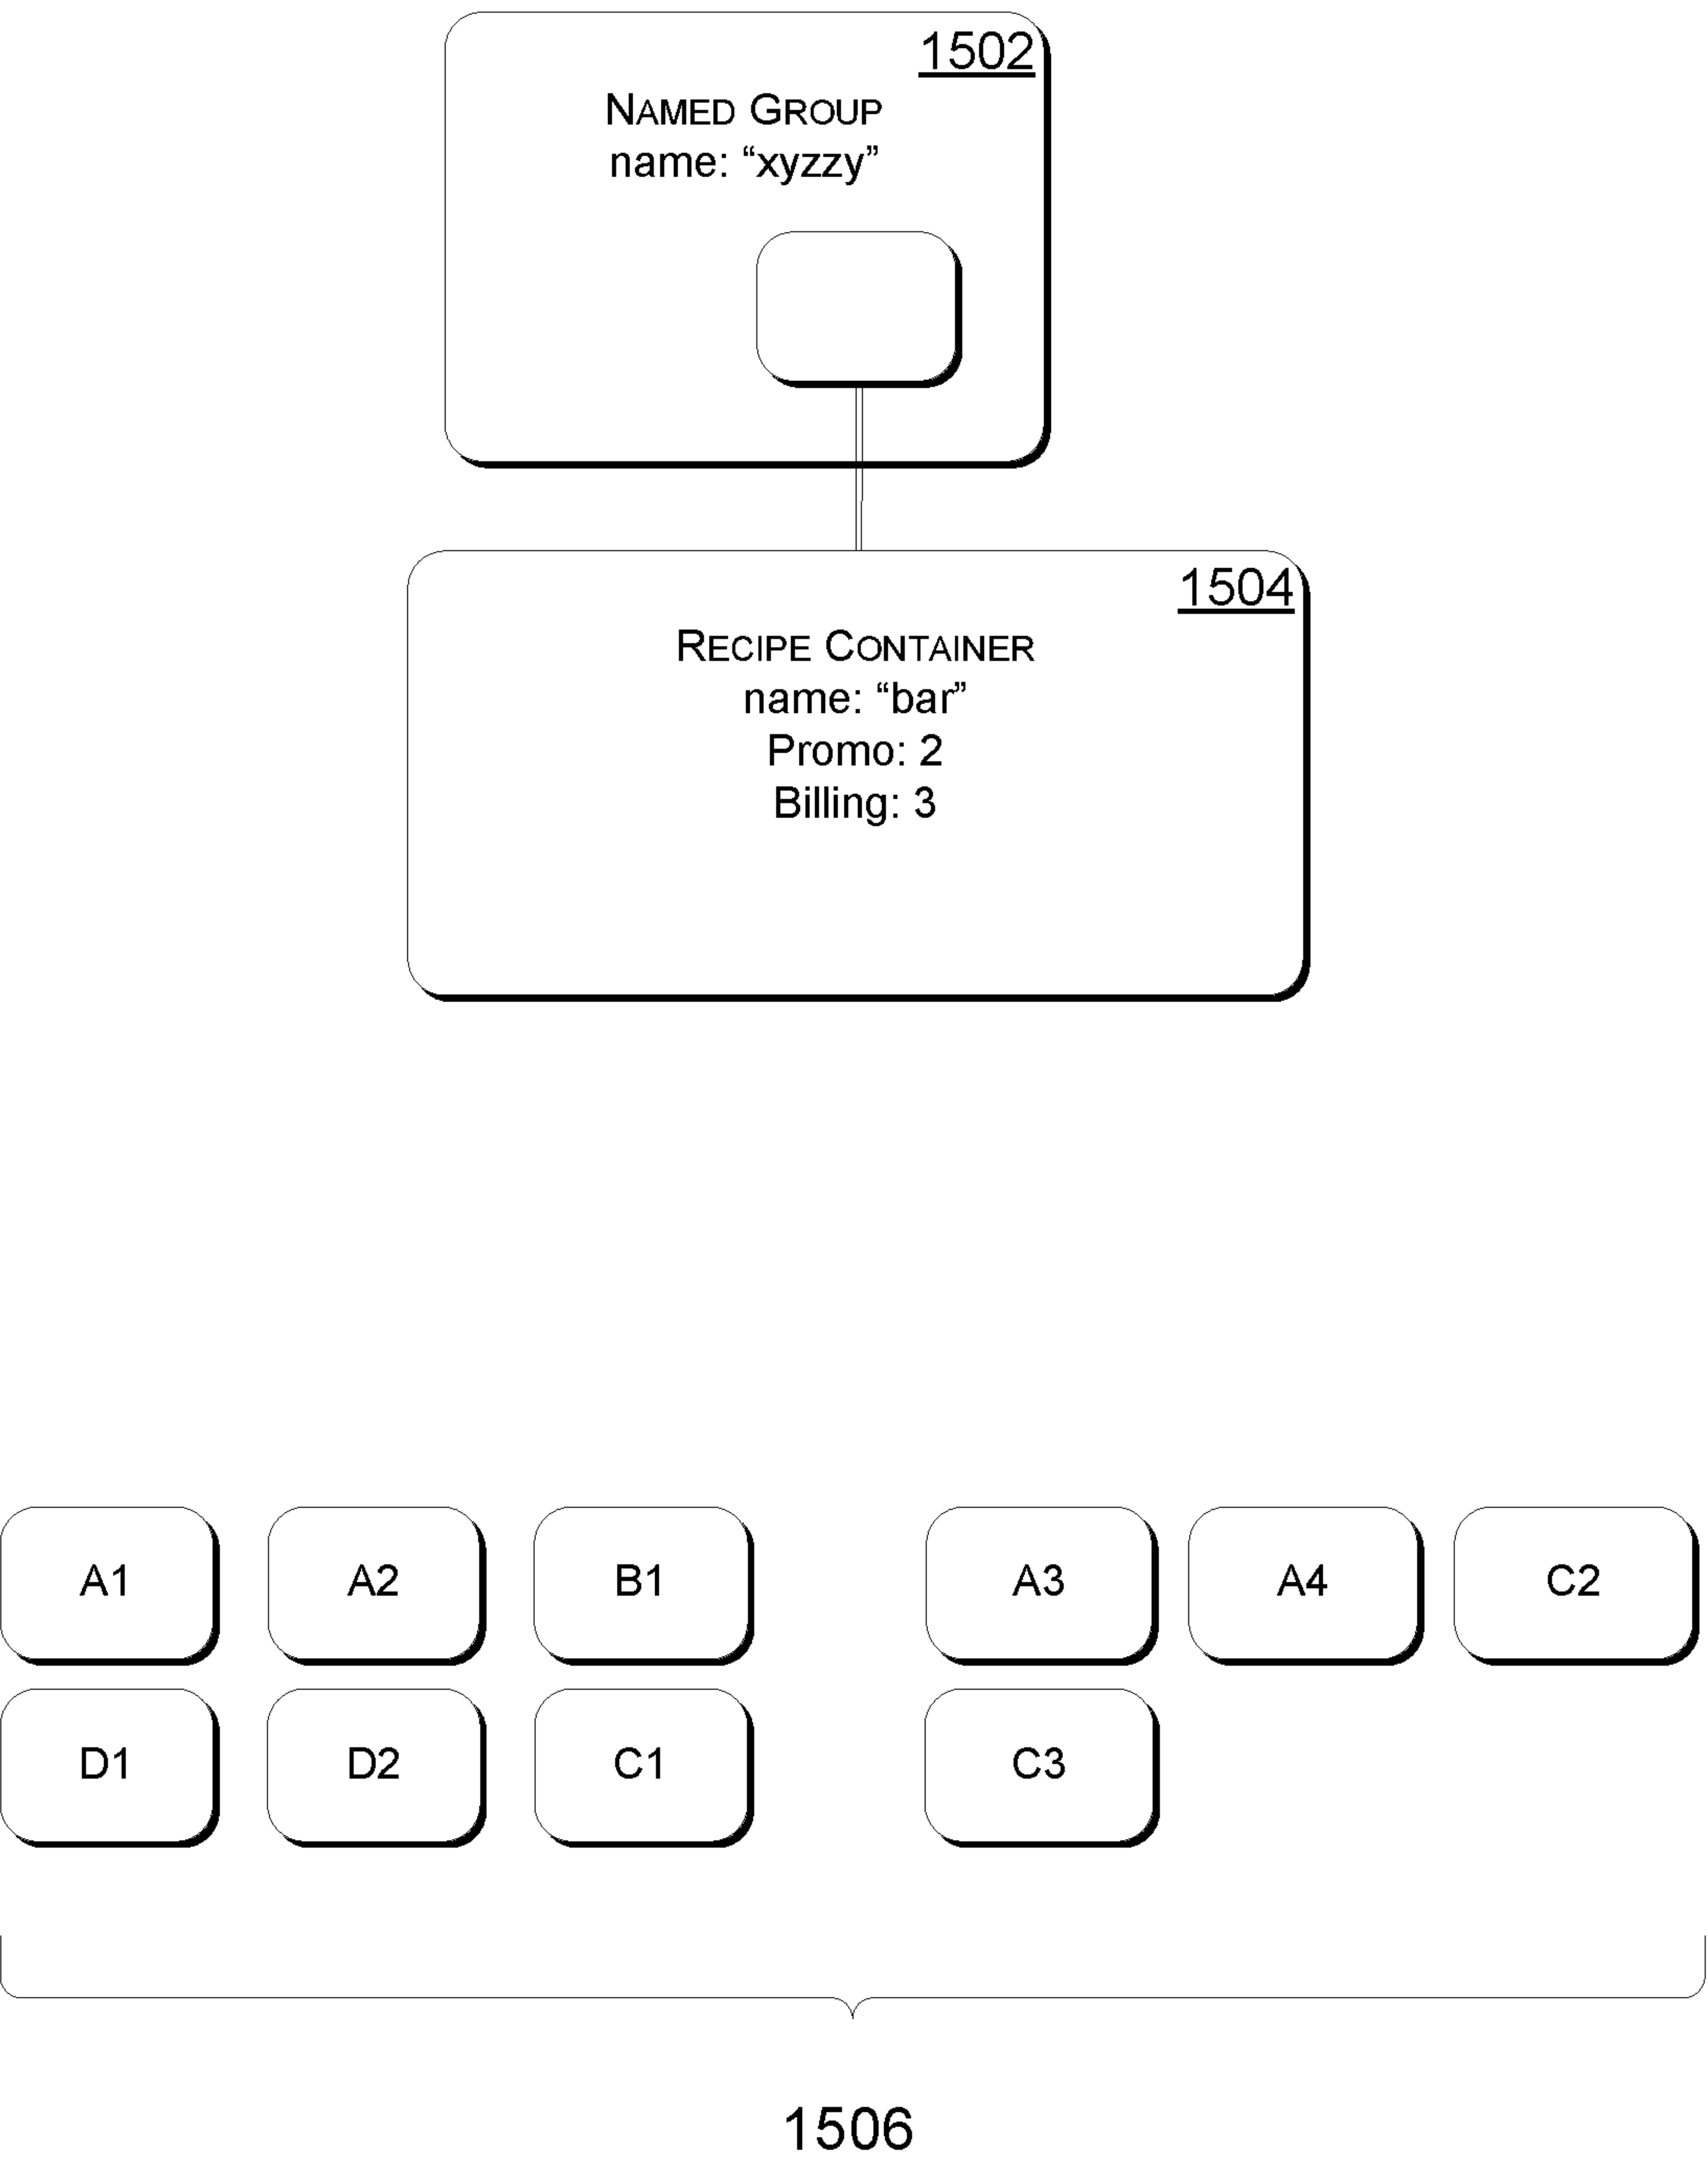 1502
NAMED GROUP
name: “xyzzy”
1504
RECIPE CONTAINER
name: “bar”
Promo: 2
Billing: 3
A1 A2 B1 A3 A4 C2
D1 D2 C1 C3
1506